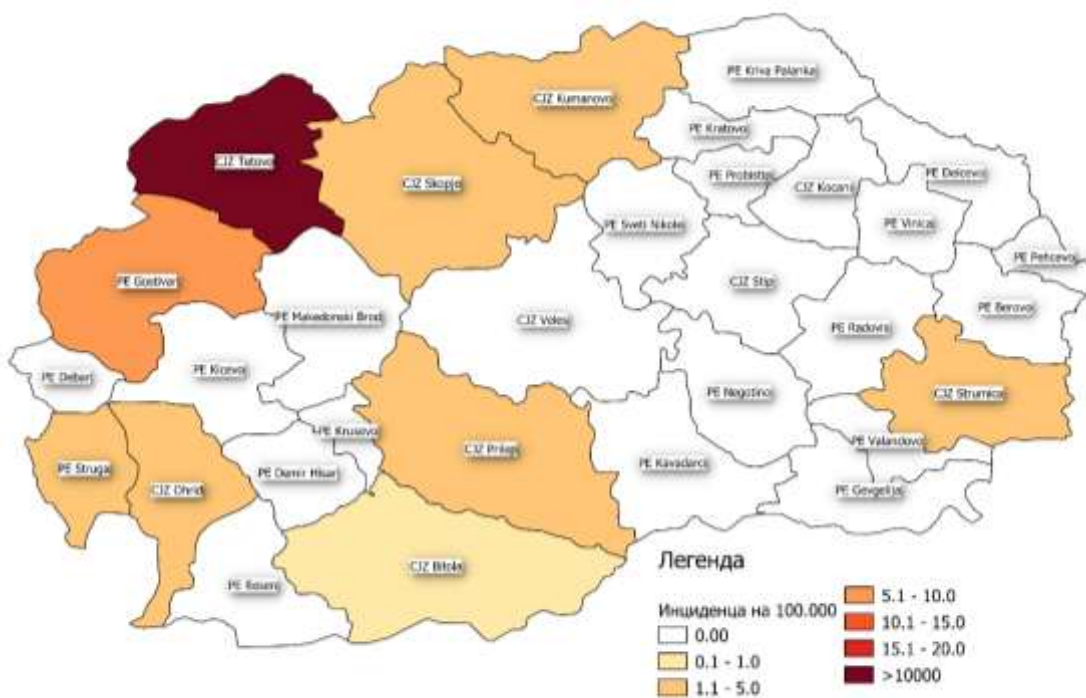 PE Kriva Palanka
CJZ Kumanovo
PE Kratovo
CJZ Tetovo
PE Probistip
PE Delcevo
CJZ Skopje
CJZ Kocani
PE Sveti Nikole
PE Vinica
PE Pehcevo
PE Gostivar
CJZ Stip
PE Berovo
PE Makedonski Brod
CJZ Veles
PE Radovis
PE Debar
PE Kicevo
PE Negotino
CJZ Strumica
PE Krusevo
PE Valandovo
PE Struga
CJZ Prilep
PE Kavadarci
PE Demir Hisar
CJZ Ohrid
PE Gevgelija
CJZ Bitola
PE Resen
Легенда
Инциденца на 100.000
0.00
0.1 - 1.0
1.1 - 5.0
5.1 - 10.0
10.1 - 15.0
15.1 - 20.0
>10000